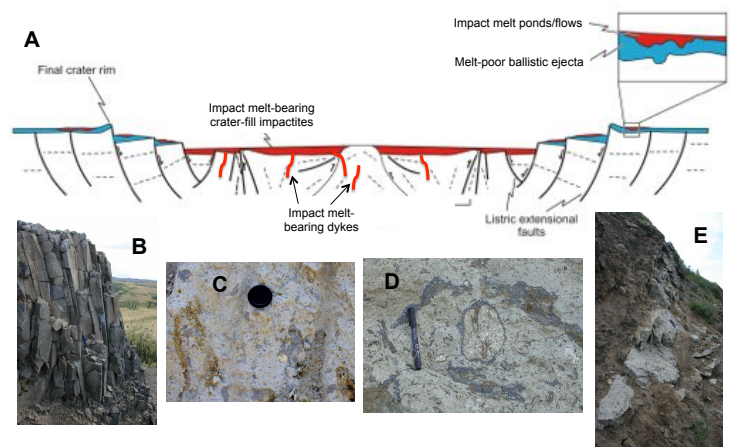 A
Impact melt ponds/flows
Melt-poor ballistic ejecta
Final crater rim
Impact melt-bearing
crater-fill impactites
Impact melt-
bearing dykes
Listric extensional
faults
B
C
D
E